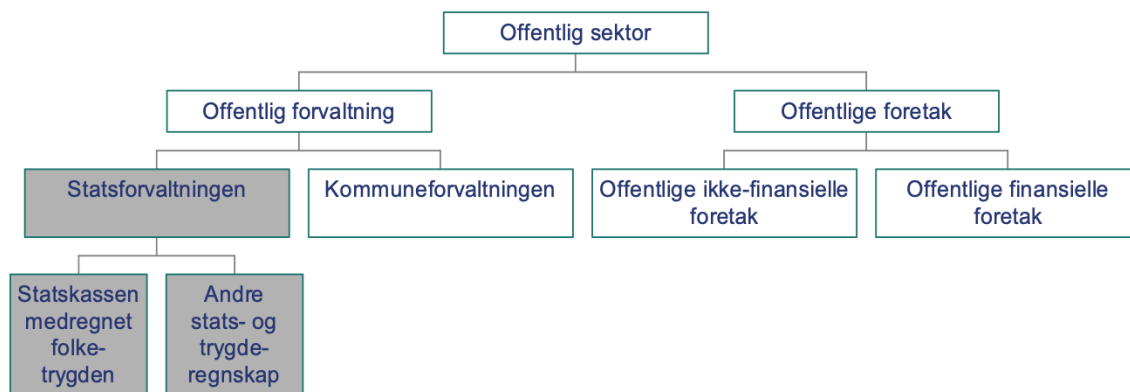 Offentlig sektor
Offentlig forvaltning
Offentlige foretak
Statsforvaltningen
Kommuneforvaltningen
Offentlige ikke-finansielle
foretak
Offentlige finansielle
foretak
Statskassen
medregnet
folke-
trygden
Andre
stats- og
trygde-
regnskap